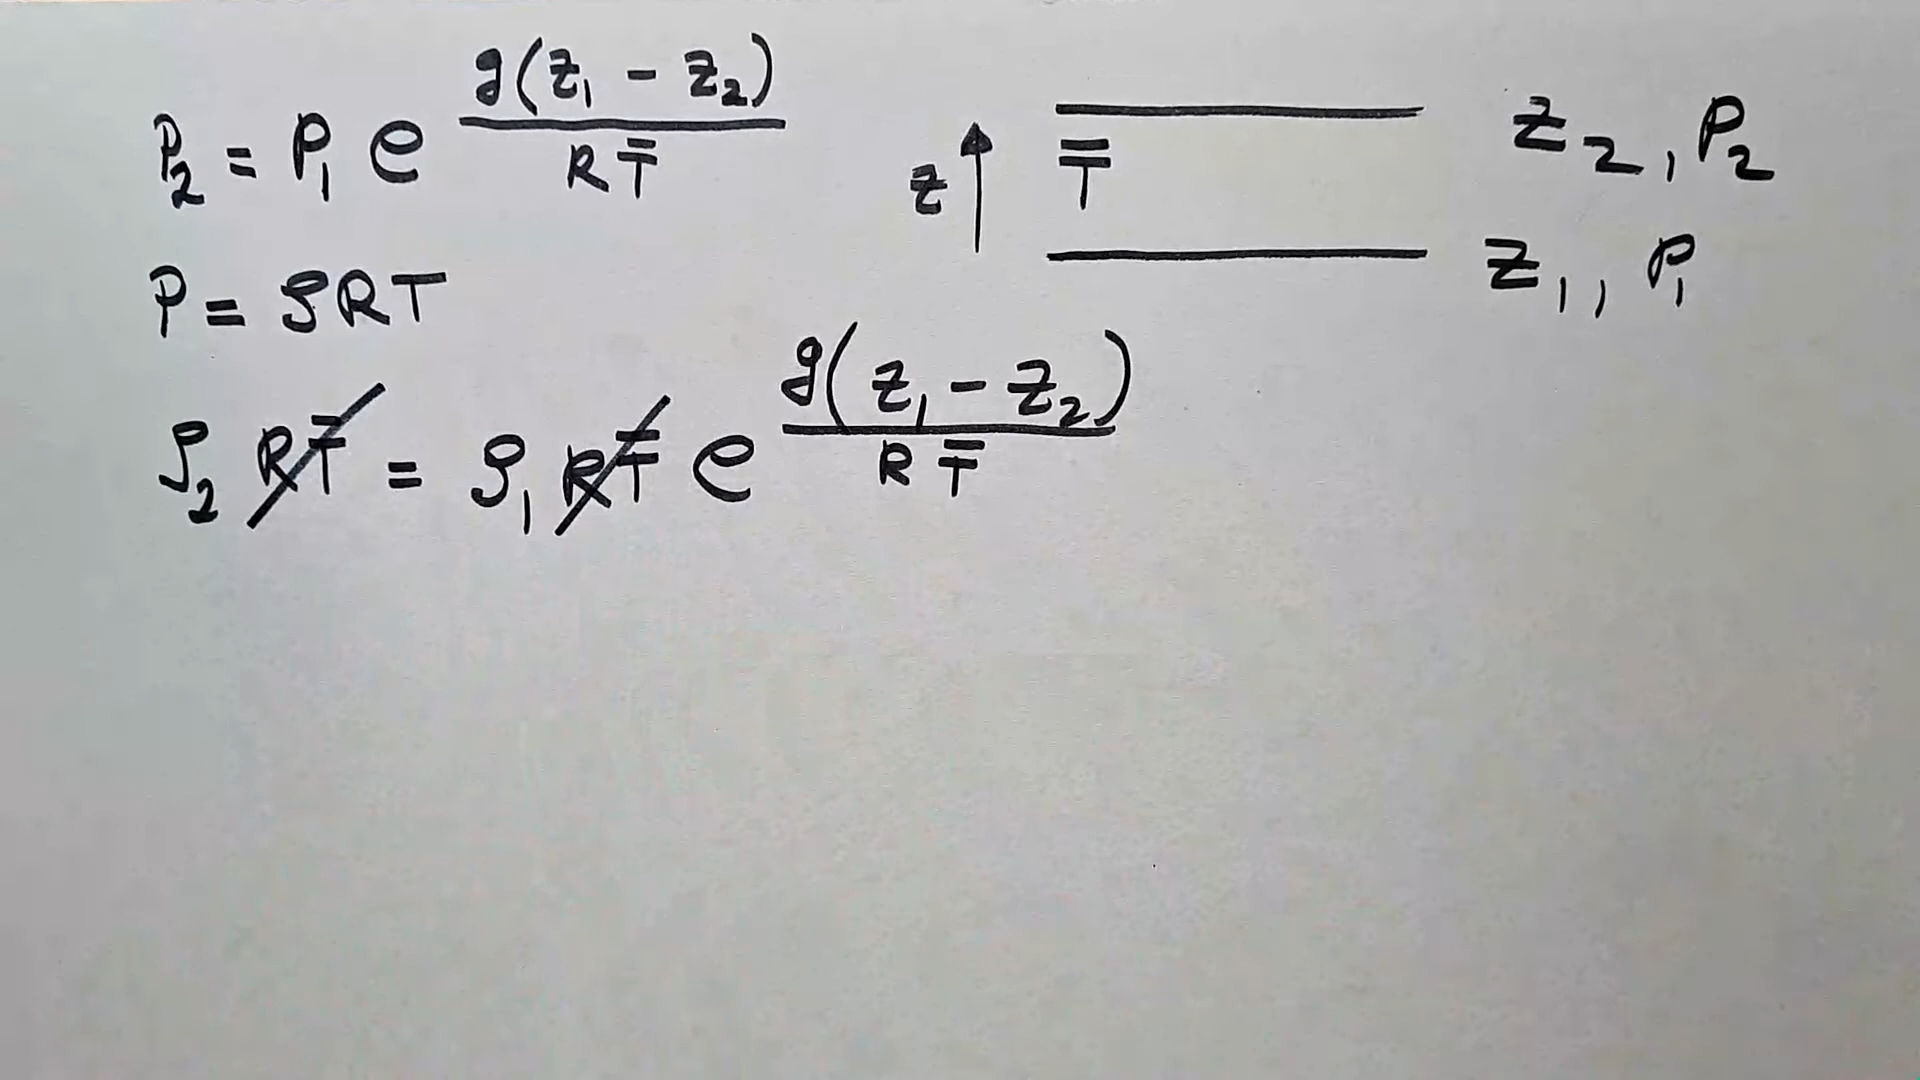 P₂ = P₁ e^(g(z₁ - z₂) / R T̿)
z
T̿
z₂, P₂
z₁, P₁
P = ρRT
ρ₂ RT̿ = ρ₁ RT̿ e^(g(z₁ - z₂) / R T̿)